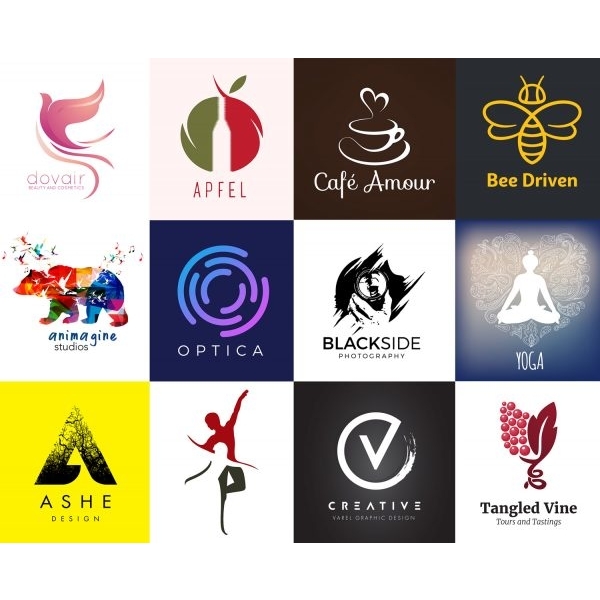 dovair
BEAUTY AND COSMETICS
APFEL
Café Amour
Bee Driven
animagine
studios
OPTICA
BLACKSIDE
PHOTOGRAPHY
YOGA
ASHE
DESIGN
CREATIVE
VAREL GRAPHIC DESIGN
Tangled Vine
Tours and Tastings